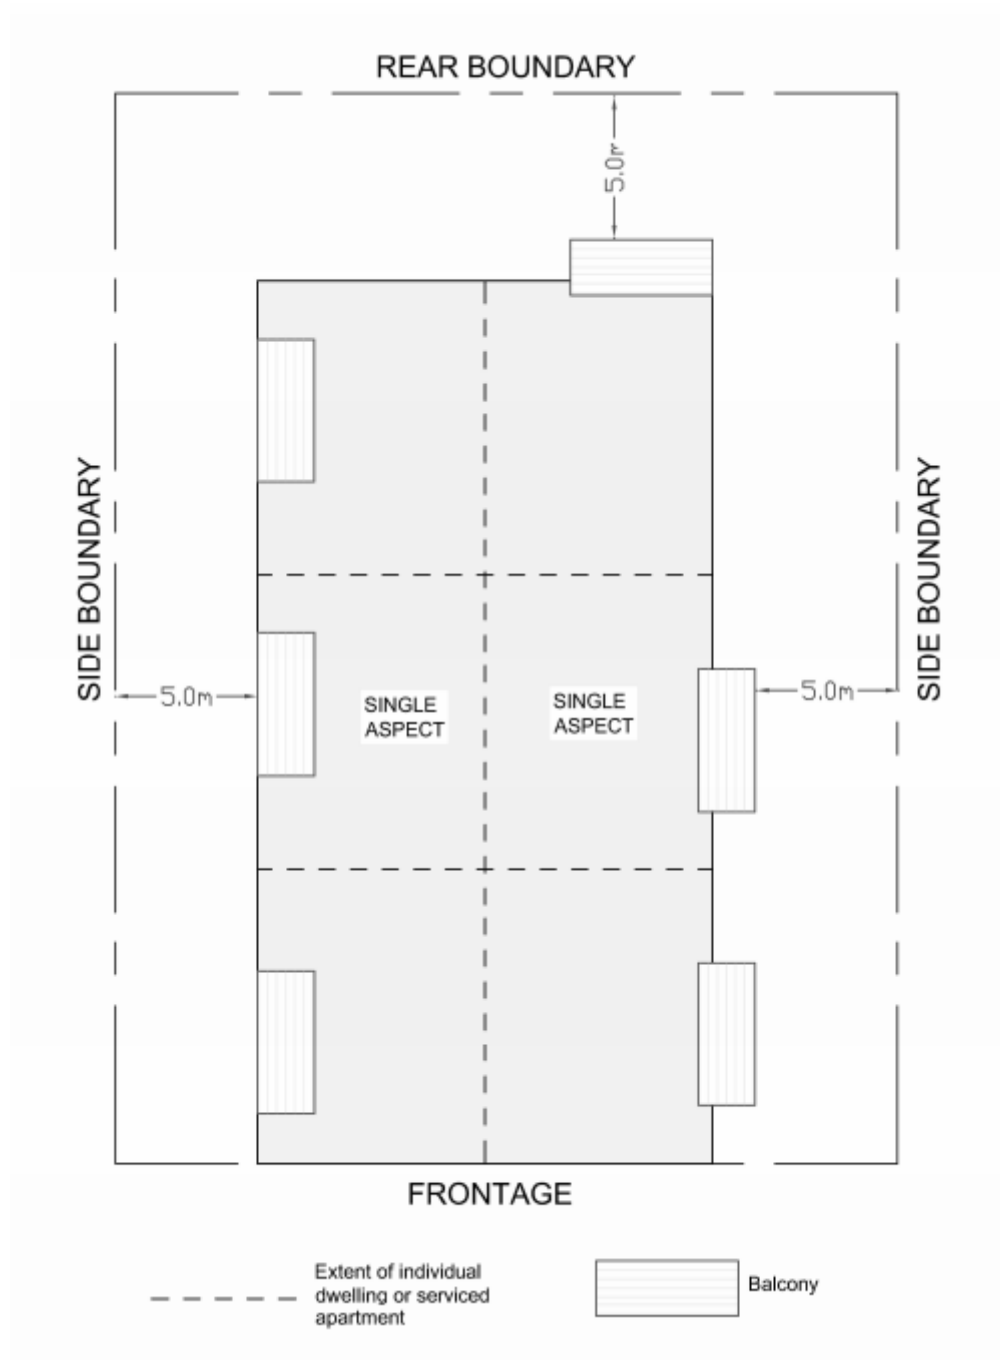 REAR BOUNDARY
5.0m
SIDE BOUNDARY
SIDE BOUNDARY
5.0m
SINGLE
ASPECT
SINGLE
ASPECT
5.0m
FRONTAGE
Extent of individual
dwelling or serviced
apartment
Balcony